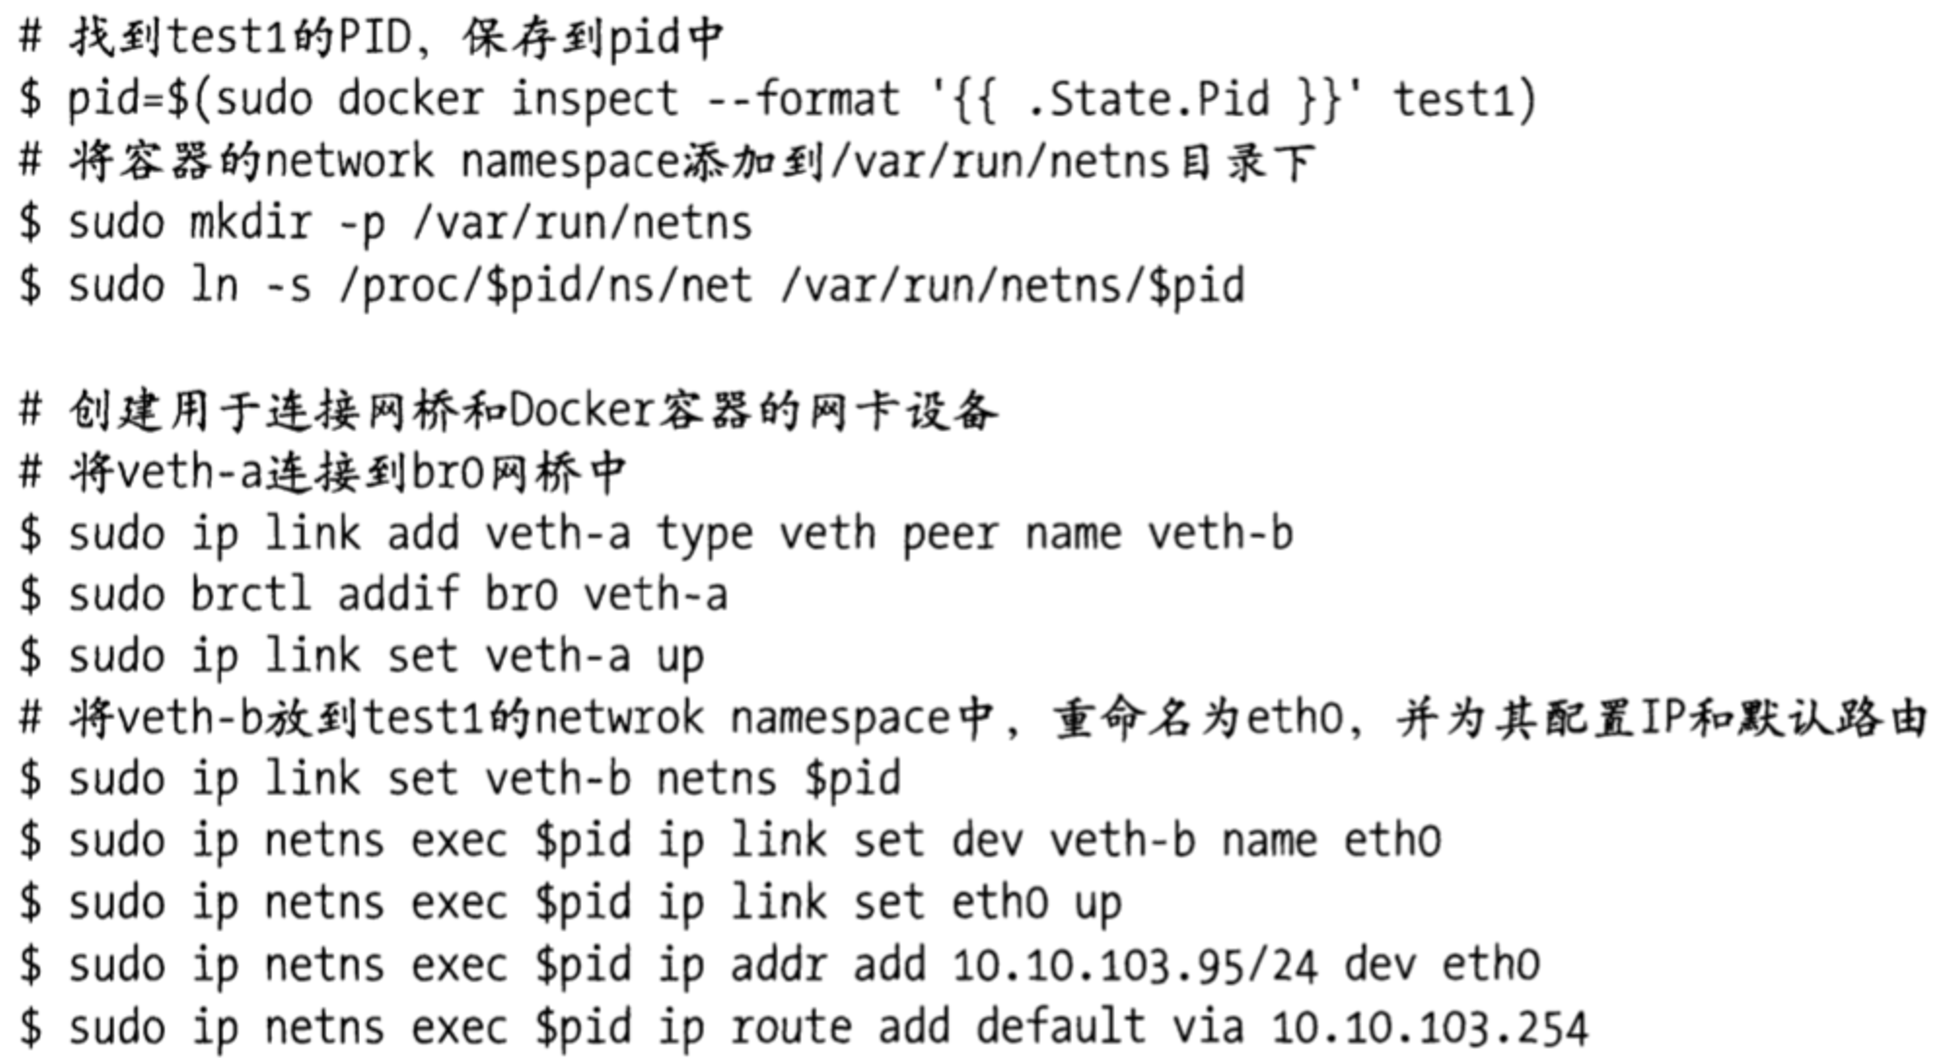 # 找到test1的PID，保存到pid中
$ pid=$(sudo docker inspect --format '{{ .State.Pid }}' test1)
# 将容器的network namespace添加到/var/run/netns目录下
$ sudo mkdir -p /var/run/netns
$ sudo ln -s /proc/$pid/ns/net /var/run/netns/$pid
# 创建用于连接网桥和Docker容器的网卡设备
# 将veth-a连接到br0网桥中
$ sudo ip link add veth-a type veth peer name veth-b
$ sudo brctl addif br0 veth-a
$ sudo ip link set veth-a up
# 将veth-b放到test1的netwrok namespace中，重命名为eth0，并为其配置IP和默认路由
$ sudo ip link set veth-b netns $pid
$ sudo ip netns exec $pid ip link set dev veth-b name eth0
$ sudo ip netns exec $pid ip link set eth0 up
$ sudo ip netns exec $pid ip addr add 10.10.103.95/24 dev eth0
$ sudo ip netns exec $pid ip route add default via 10.10.103.254